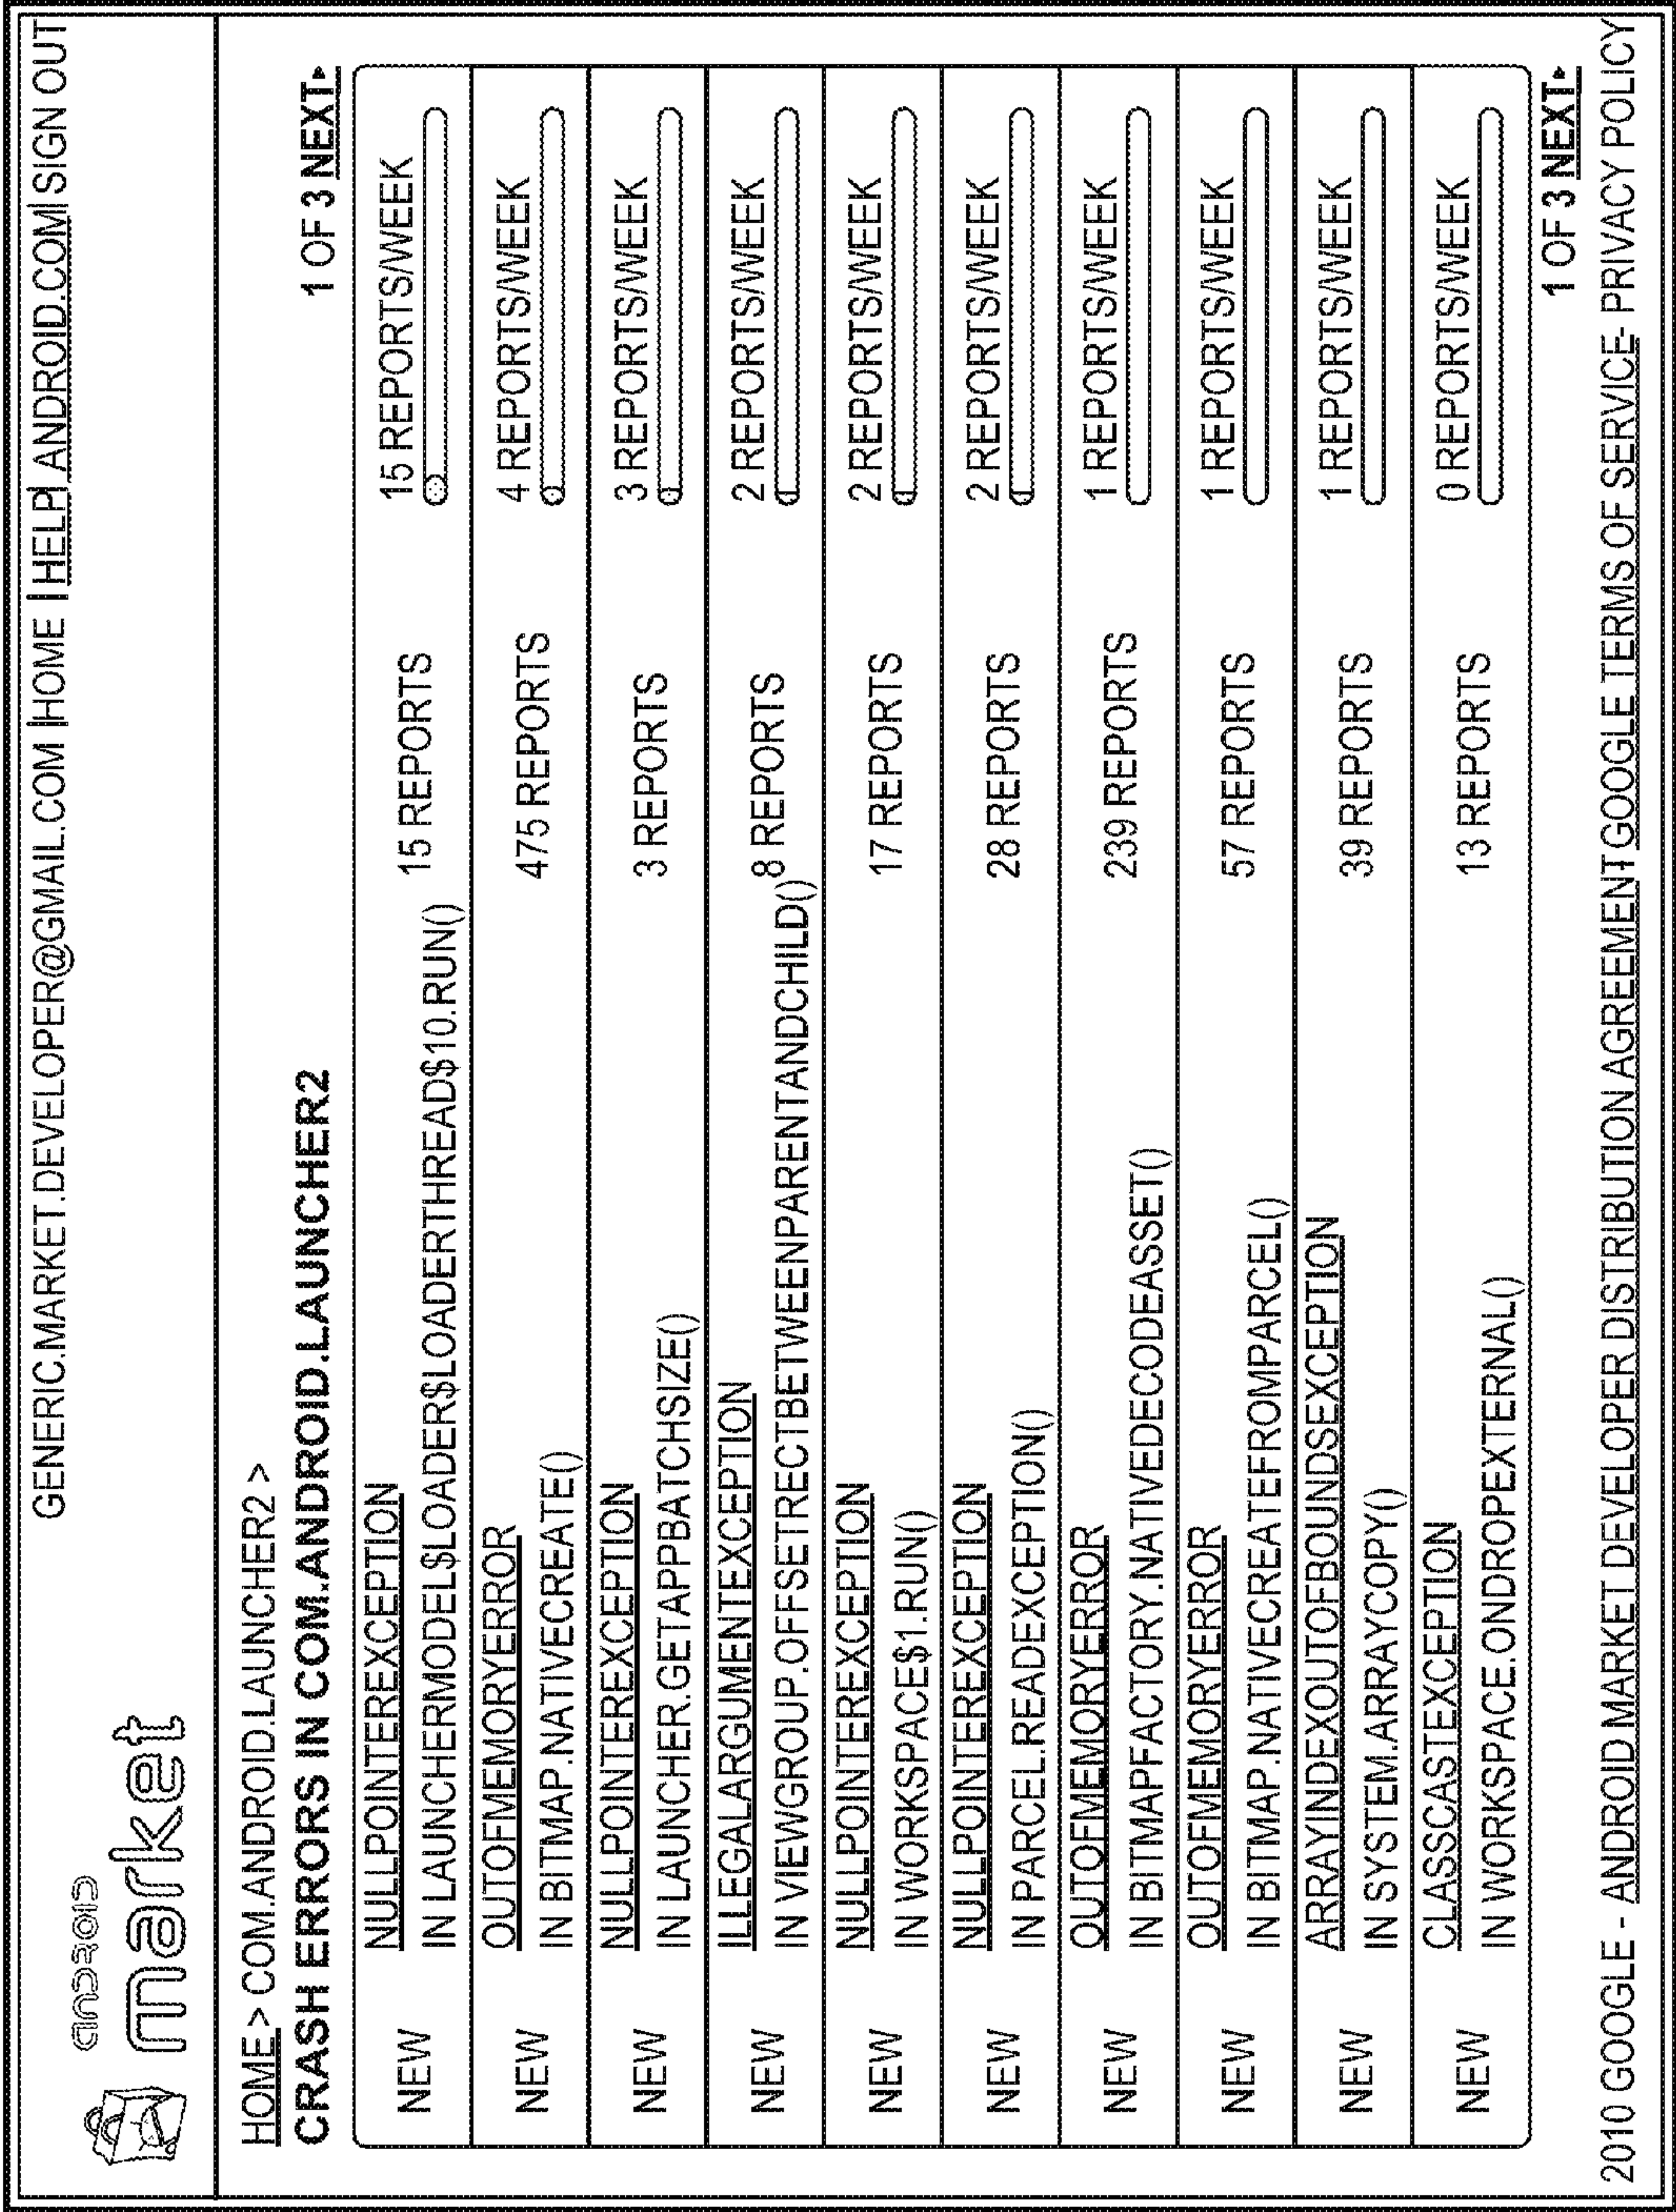 GENERIC.MARKET.DEVELOPER@GMAIL.COM |HOME | HELP| ANDROID.COM| SIGN OUT
android
market
HOME > COM.ANDROID.LAUNCHER2 >
CRASH ERRORS IN COM.ANDROID.LAUNCHER2
1 OF 3 NEXT▸
NEW NULLPOINTEREXCEPTION 15 REPORTS 15 REPORTS/WEEK
IN LAUNCHERMODEL$LOADER$LOADERTHREAD$10.RUN()
NEW OUTOFMEMORYERROR 475 REPORTS 4 REPORTS/WEEK
IN BITMAP.NATIVECREATE()
NEW NULLPOINTEREXCEPTION 3 REPORTS 3 REPORTS/WEEK
IN LAUNCHER.GETAPPBATCHSIZE()
NEW ILLEGALARGUMENTEXCEPTION 8 REPORTS 2 REPORTS/WEEK
IN VIEWGROUP.OFFSETRECTBETWEENPARENTANDCHILD()
NEW NULLPOINTEREXCEPTION 17 REPORTS 2 REPORTS/WEEK
IN WORKSPACE$1.RUN()
NEW NULLPOINTEREXCEPTION 28 REPORTS 2 REPORTS/WEEK
IN PARCEL.READEXCEPTION()
NEW OUTOFMEMORYERROR 239 REPORTS 1 REPORTS/WEEK
IN BITMAPFACTORY.NATIVEDECODEASSET()
NEW OUTOFMEMORYERROR 57 REPORTS 1 REPORTS/WEEK
IN BITMAP.NATIVECREATEFROMPARCEL()
NEW ARRAYINDEXOUTOFBOUNDSEXCEPTION 39 REPORTS 1 REPORTS/WEEK
IN SYSTEM.ARRAYCOPY()
NEW CLASSCASTEXCEPTION 13 REPORTS 0 REPORTS/WEEK
IN WORKSPACE.ONDROPEXTERNAL()
1 OF 3 NEXT▸
2010 GOOGLE - ANDROID MARKET DEVELOPER DISTRIBUTION AGREEMENT GOOGLE TERMS OF SERVICE- PRIVACY POLICY